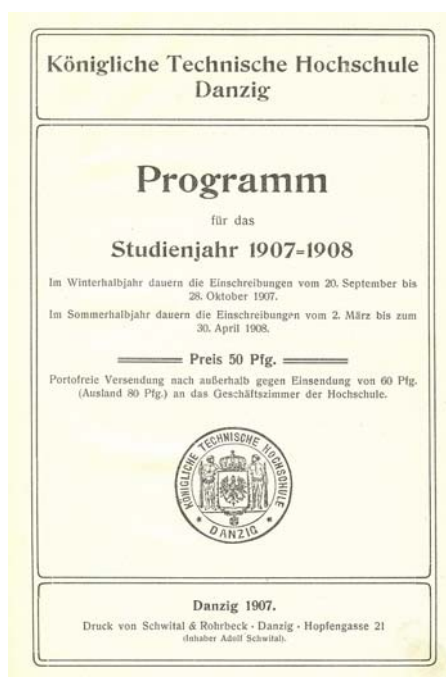 Königliche Technische Hochschule
Danzig
Programm
für das
Studienjahr 1907=1908
Im Winterhalbjahr dauern die Einschreibungen vom 20. September bis
28. Oktober 1907.
Im Sommerhalbjahr dauern die Einschreibungen vom 2. März bis zum
30. April 1908.
Preis 50 Pfg.
Portofreie Versendung nach außerhalb gegen Einsendung von 60 Pfg.
(Ausland 80 Pfg.) an das Geschäftszimmer der Hochschule.
KÖNIGLICHE TECHNISCHE HOCHSCHULE
* DANZIG *
Danzig 1907.
Druck von Schwital & Rohrbeck · Danzig · Hopfengasse 21
(Inhaber Adolf Schwital).